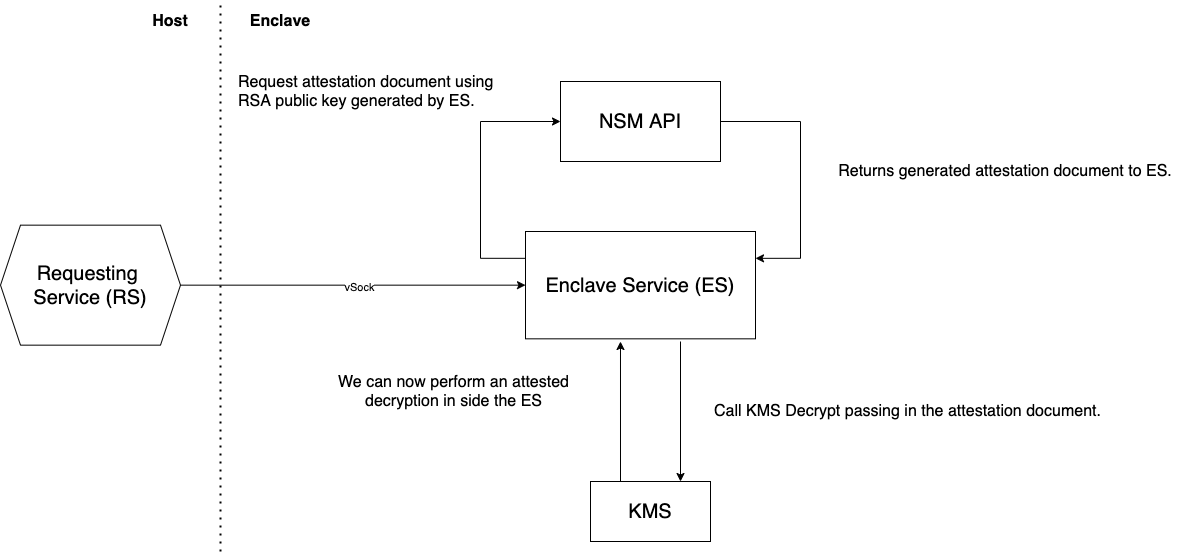 Host
Enclave
Request attestation document using
RSA public key generated by ES.
NSM API
Returns generated attestation document to ES.
Requesting
Service (RS)
vSock
Enclave Service (ES)
We can now perform an attested
decryption in side the ES
Call KMS Decrypt passing in the attestation document.
KMS